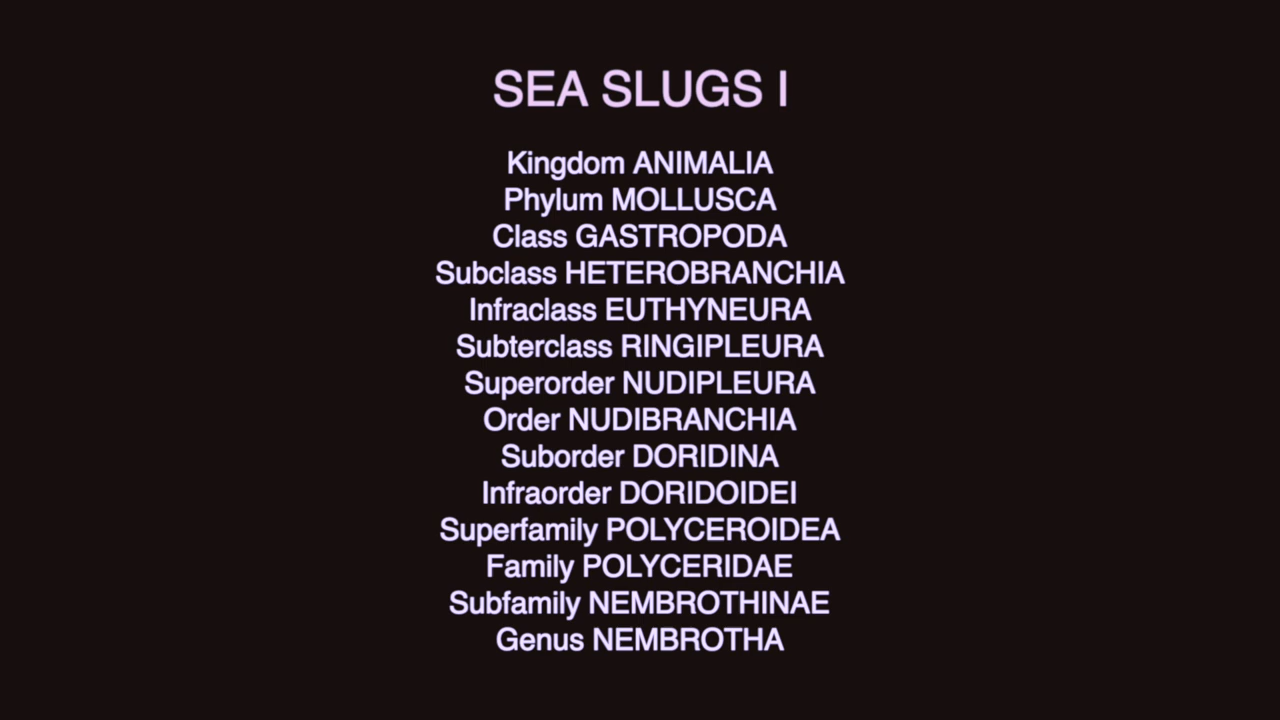 SEA SLUGS I
Kingdom ANIMALIA
Phylum MOLLUSCA
Class GASTROPODA
Subclass HETEROBRANCHIA
Infraclass EUTHYNEURA
Subterclass RINGIPLEURA
Superorder NUDIPLEURA
Order NUDIBRANCHIA
Suborder DORIDINA
Infraorder DORIDOIDEI
Superfamily POLYCEROIDEA
Family POLYCERIDAE
Subfamily NEMBROTHINAE
Genus NEMBROTHA